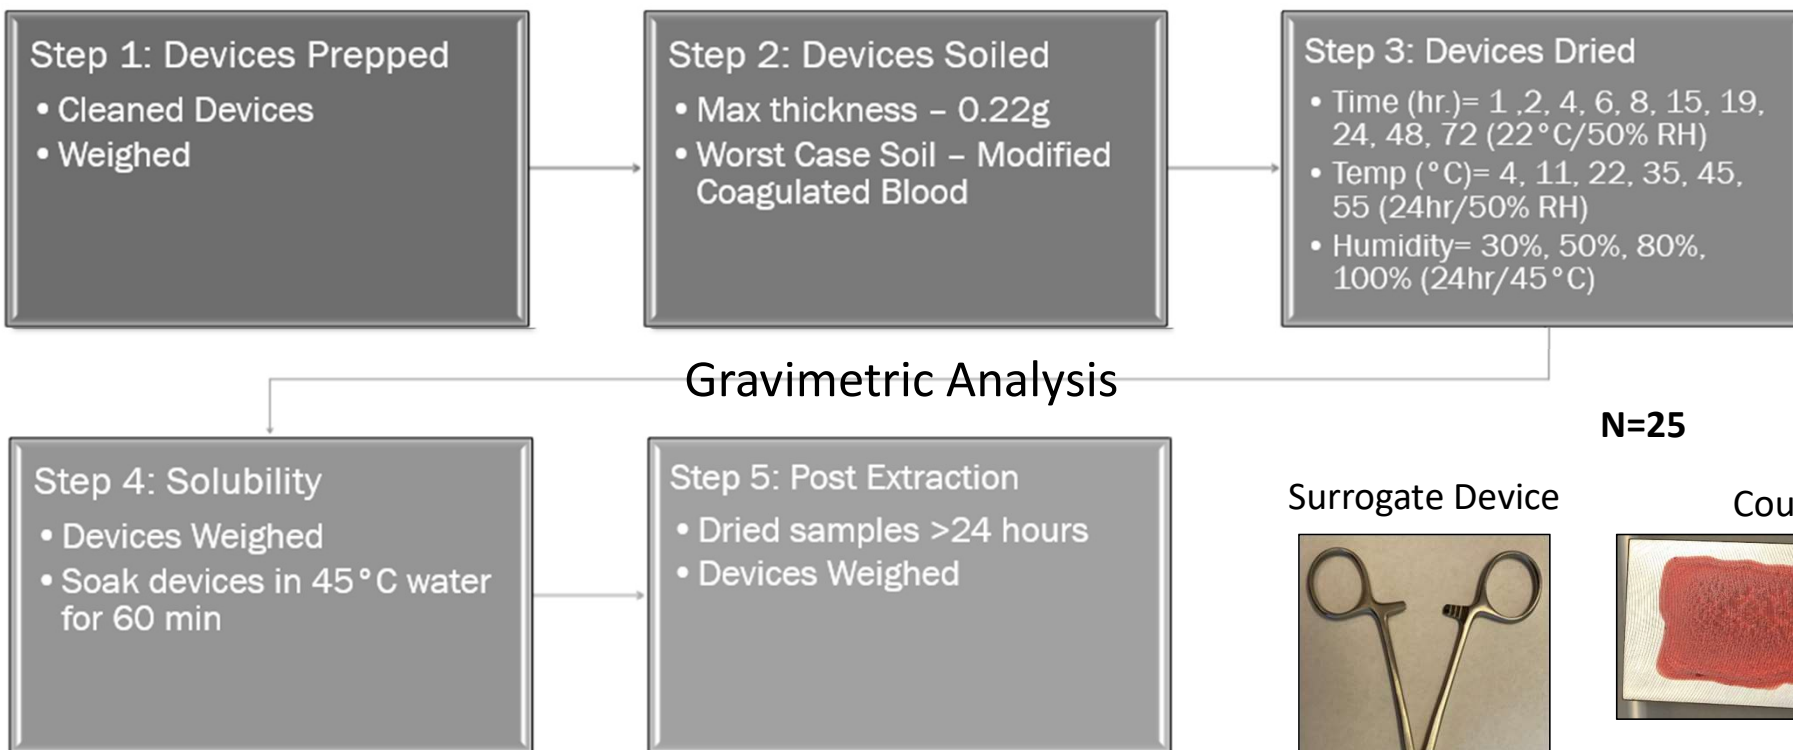 Step 1: Devices Prepped
• Cleaned Devices
• Weighed
Step 2: Devices Soiled
• Max thickness – 0.22g
• Worst Case Soil – Modified
Coagulated Blood
Step 3: Devices Dried
• Time (hr.)= 1 ,2, 4, 6, 8, 15, 19,
24, 48, 72 (22°C/50% RH)
• Temp (°C)= 4, 11, 22, 35, 45,
55 (24hr/50% RH)
• Humidity= 30%, 50%, 80%,
100% (24hr/45°C)
Gravimetric Analysis
Step 4: Solubility
• Devices Weighed
• Soak devices in 45°C water
for 60 min
Step 5: Post Extraction
• Dried samples >24 hours
• Devices Weighed
N=25
Surrogate Device
Cou